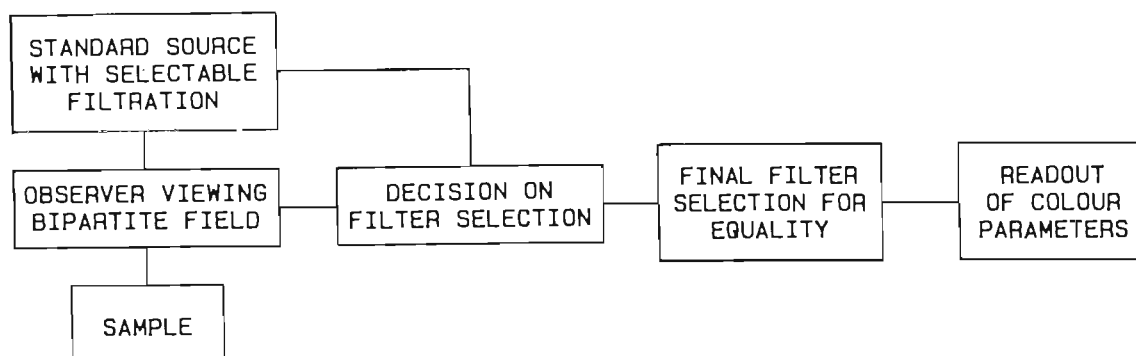 STANDARD SOURCE
WITH SELECTABLE
FILTRATION
OBSERVER VIEWING
BIPARTITE FIELD
DECISION ON
FILTER SELECTION
FINAL FILTER
SELECTION FOR
EQUALITY
READOUT
OF COLOUR
PARAMETERS
SAMPLE